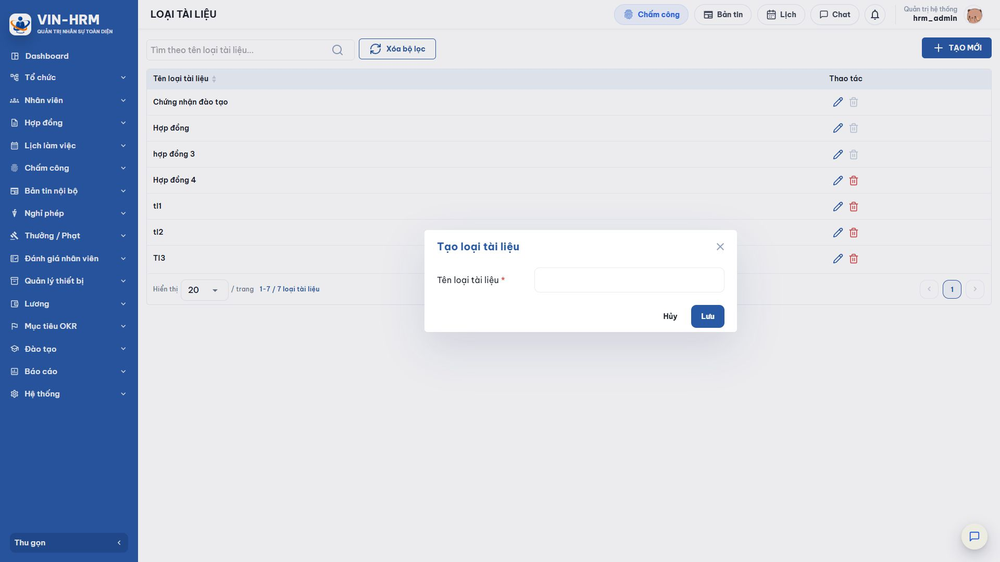 VIN-HRM
QUẢN TRỊ NHÂN SỰ TOÀN DIỆN
Dashboard
Tổ chức
Nhân viên
Hợp đồng
Lịch làm việc
Chấm công
Bản tin nội bộ
Nghỉ phép
Thưởng / Phạt
Đánh giá nhân viên
Quản lý thiết bị
Lương
Mục tiêu OKR
Đào tạo
Báo cáo
Hệ thống
Thu gọn
LOẠI TÀI LIỆU
Chấm công
Bản tin
Lịch
Chat
Quản trị hệ thống
hrm_admin
Tìm theo tên loại tài liệu...
Xóa bộ lọc
TẠO MỚI
Tên loại tài liệu
Thao tác
Chứng nhận đào tạo
Hợp đồng
hợp đồng 3
Hợp đồng 4
tl1
tl2
Tl3
Hiển thị 20 / trang 1-7 / 7 loại tài liệu
1
Tạo loại tài liệu
Tên loại tài liệu *
Hủy
Lưu